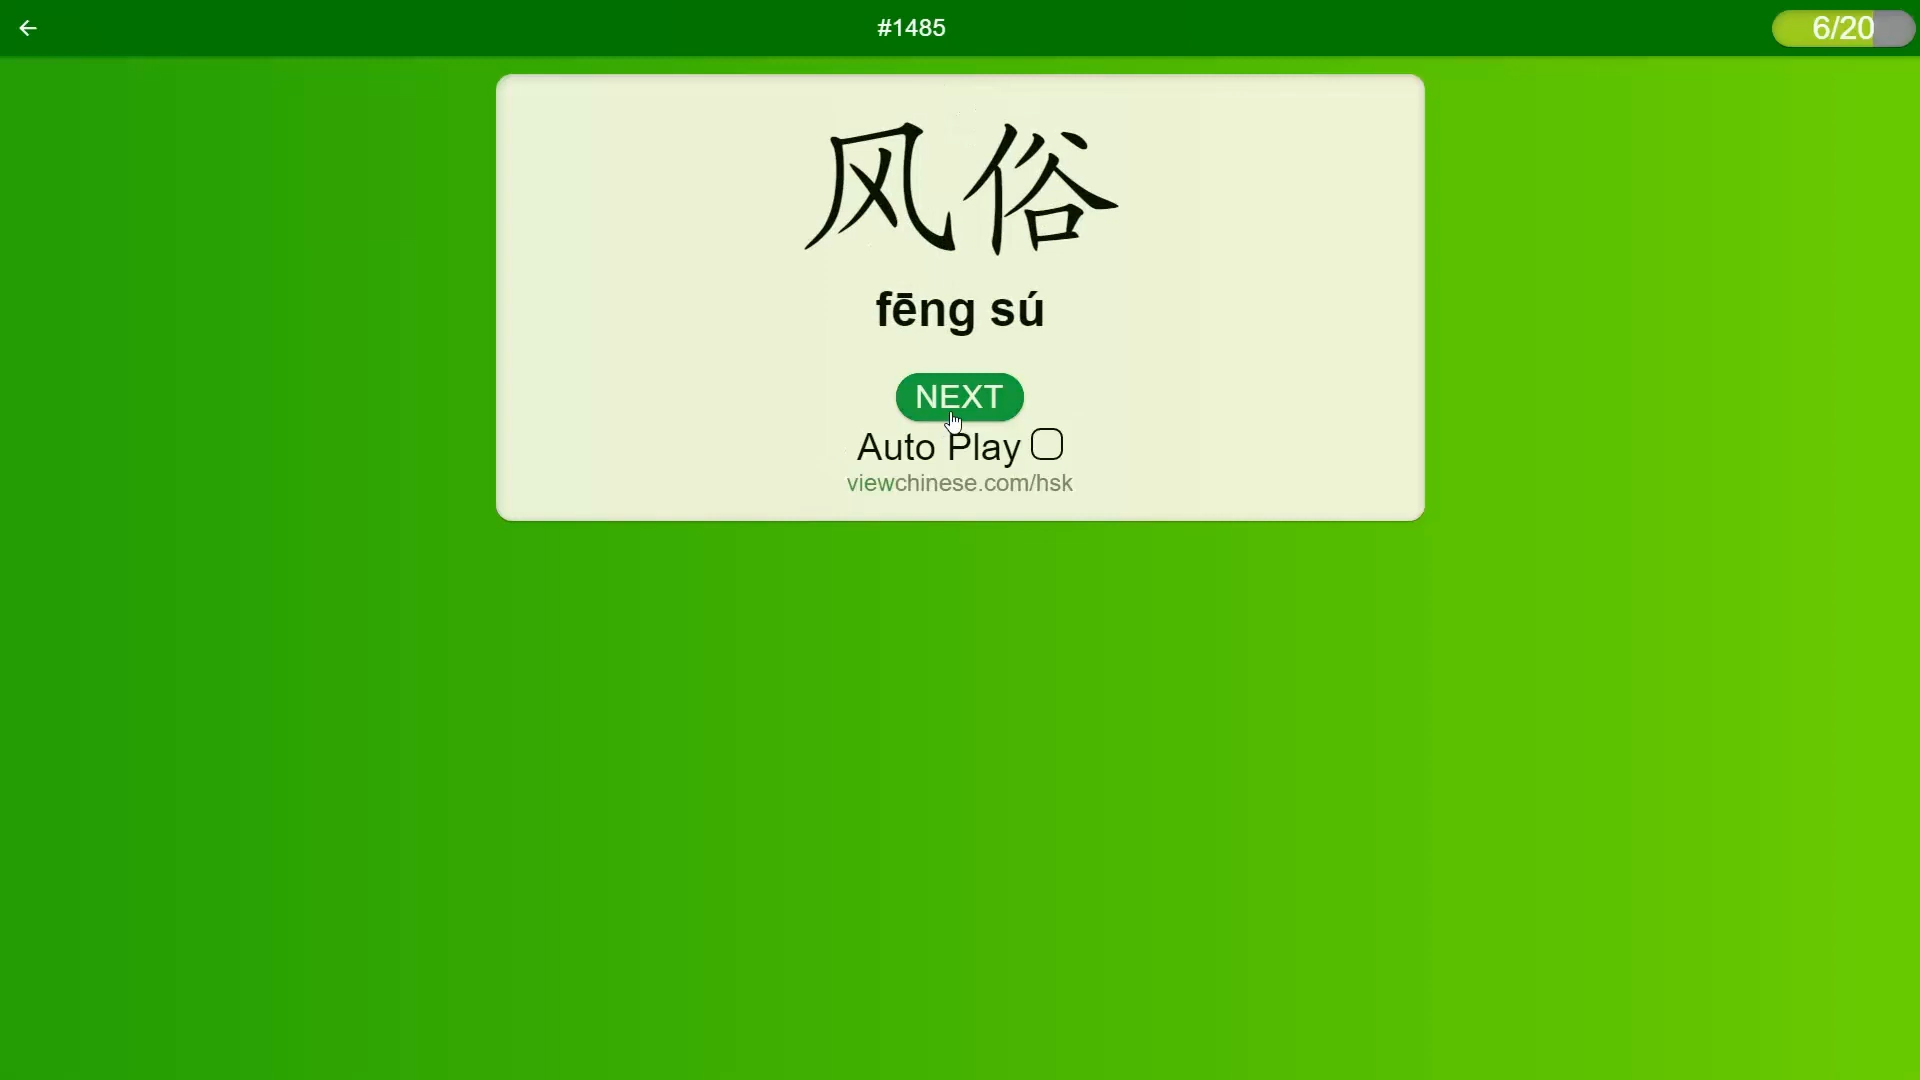 #1485
6/20
风俗
fēng sú
NEXT
Auto Play
viewchinese.com/hsk